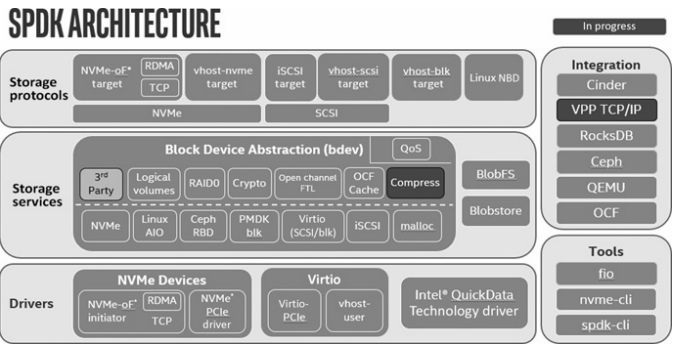 SPDK ARCHITECTURE
In progress
Storage
protocols
NVMe-oF*
target
RDMA
TCP
vhost-nvme
target
iSCSI
target
vhost-scsi
target
vhost-blk
target
Linux NBD
NVMe
SCSI
Storage
services
Block Device Abstraction (bdev)
QoS
3rd
Party
Logical
volumes
RAID0
Crypto
Open channel
FTL
OCF
Cache
Compress
NVMe
Linux
AIO
Ceph
RBD
PMDK
blk
Virtio
(SCSI/blk)
iSCSI
malloc
BlobFS
Blobstore
Drivers
NVMe Devices
NVMe-oF*
initiator
RDMA
TCP
NVMe*
PCIe
driver
Virtio
Virtio-
PCIe
vhost-
user
Intel® QuickData
Technology driver
Integration
Cinder
VPP TCP/IP
RocksDB
Ceph
QEMU
OCF
Tools
fio
nvme-cli
spdk-cli